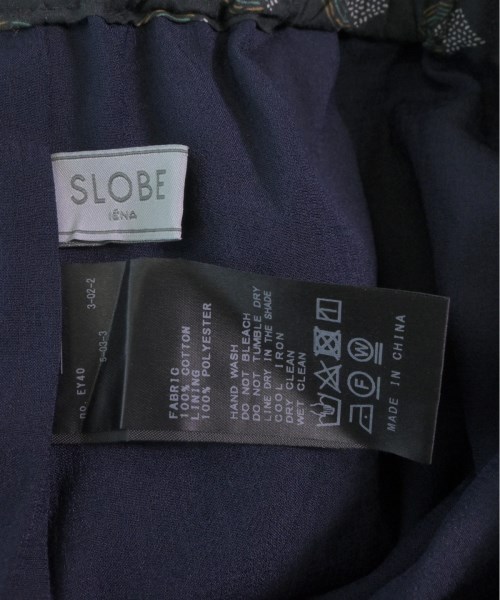 SLOBE
IÉNA
3-02-2
6-03-3
no. EY40
FABRIC
100% COTTON
LINING
100% POLYESTER
HAND WASH
DO NOT BLEACH
DO NOT TUMBLE DRY
LINE DRY IN THE SHADE
COOL IRON
DRY CLEAN
WET CLEAN
F W
MADE IN CHINA